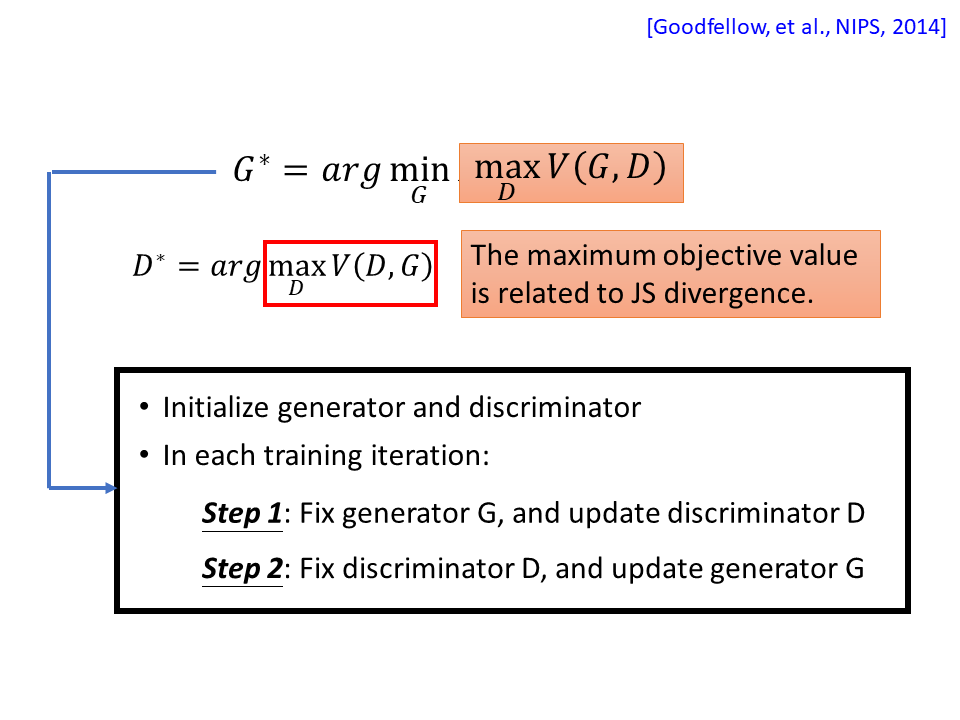 [Goodfellow, et al., NIPS, 2014]
𝐺* = 𝑎𝑟𝑔 min_𝐺 max_𝐷 𝑉(𝐺, 𝐷)
𝐷* = 𝑎𝑟𝑔 max_𝐷 𝑉(𝐷, 𝐺)
The maximum objective value
is related to JS divergence.
• Initialize generator and discriminator
• In each training iteration:
Step 1: Fix generator G, and update discriminator D
Step 2: Fix discriminator D, and update generator G